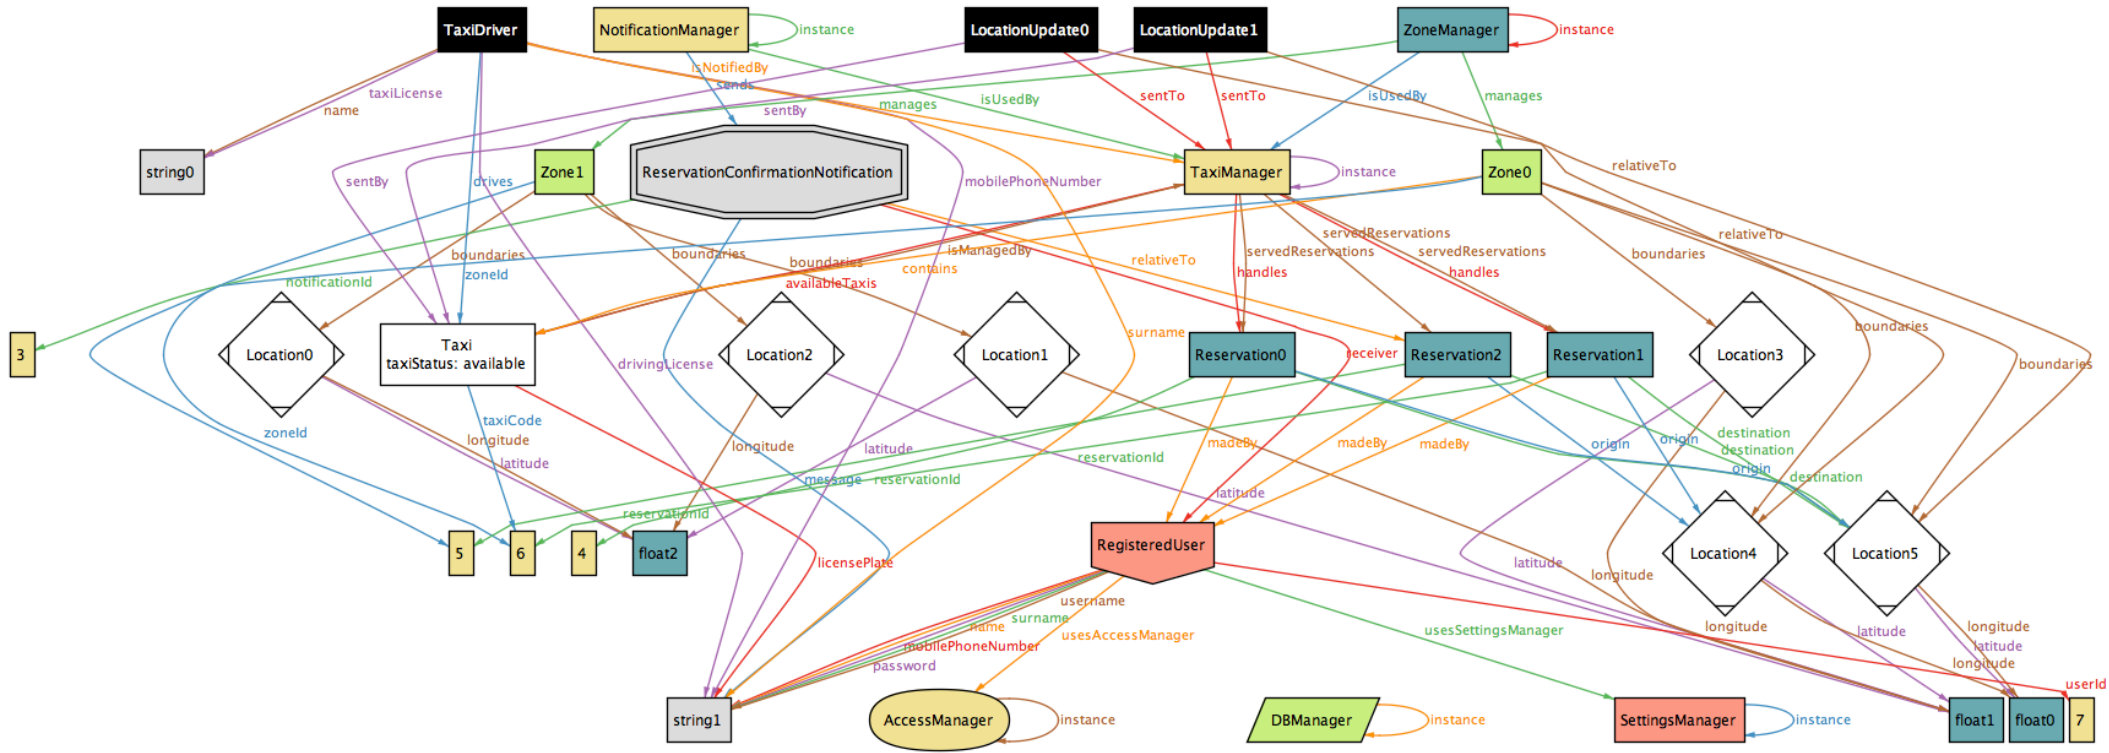 TaxiDriver
NotificationManager
instance
LocationUpdate0
LocationUpdate1
ZoneManager
instance
isNotifiedBy
sends
taxiLicense
name
sentBy
manages
isUsedBy
sentTo
sentTo
isUsedBy
manages
string0
Zone1
ReservationConfirmationNotification
TaxiManager
instance
Zone0
relativeTo
sentBy
drives
mobilePhoneNumber
servedReservations
relativeTo
boundaries
zoneId
boundaries
boundaries
isManagedBy
contains
relativeTo
servedReservations
servedReservations
boundaries
notificationId
availableTaxis
handles
handles
3
Location0
Taxi
taxiStatus: available
Location2
Location1
surname
Reservation0
receiver
Reservation2
Reservation1
Location3
boundaries
boundaries
drivingLicense
zoneId
taxiCode
longitude
latitude
longitude
latitude
madeBy
madeBy
madeBy
origin
origin
destination
destination
origin
destination
reservationId
message
reservationId
latitude
reservationId
5
6
4
float2
licensePlate
RegisteredUser
Location4
Location5
latitude
longitude
username
surname
name
usesAccessManager
mobilePhoneNumber
password
usesSettingsManager
longitude
latitude
longitude
latitude
longitude
userId
string1
AccessManager
instance
DBManager
instance
SettingsManager
instance
float1
float0
7